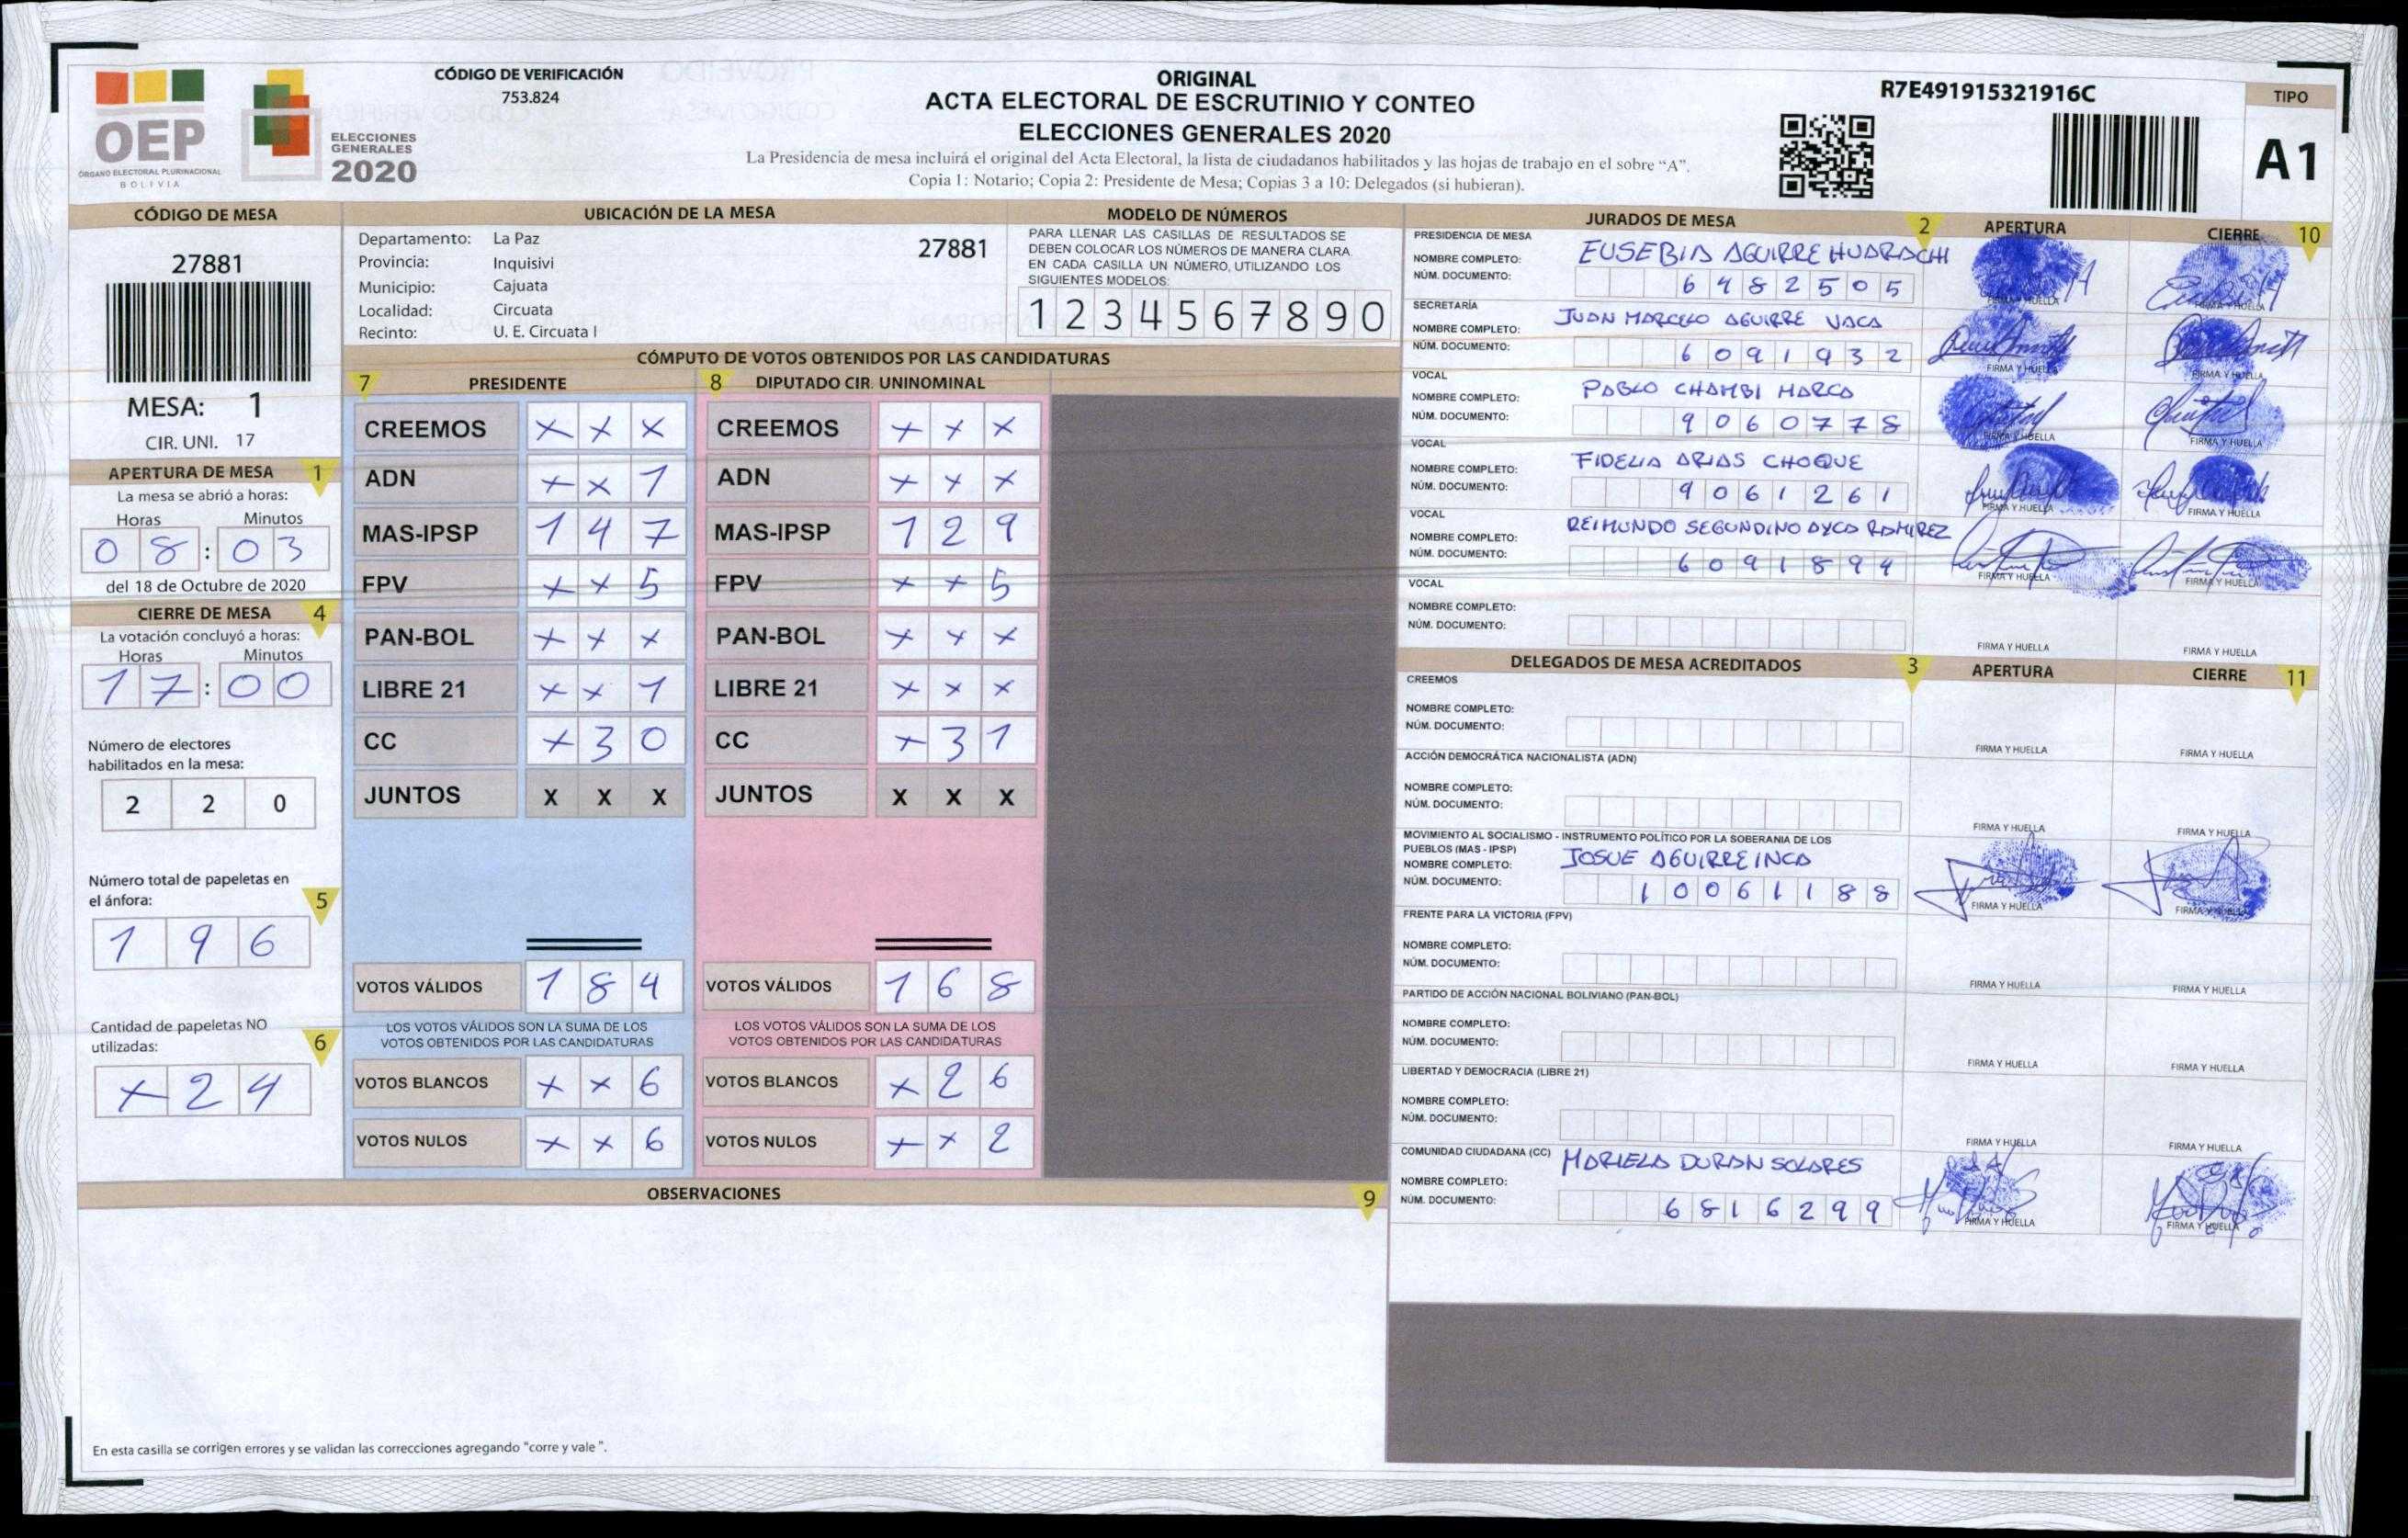 CÓDIGO DE VERIFICACIÓN
753.824
OEP
ÓRGANO ELECTORAL PLURINACIONAL
BOLIVIA
ELECCIONES
GENERALES
2020
ORIGINAL
ACTA ELECTORAL DE ESCRUTINIO Y CONTEO
ELECCIONES GENERALES 2020
La Presidencia de mesa incluirá el original del Acta Electoral, la lista de ciudadanos habilitados y las hojas de trabajo en el sobre “A”.
Copia 1: Notario; Copia 2: Presidente de Mesa; Copias 3 a 10: Delegados (si hubieran).
R7E491915321916C
TIPO
A1
CÓDIGO DE MESA
27881
MESA: 1
CIR. UNI. 17
APERTURA DE MESA 1
La mesa se abrió a horas:
Horas Minutos
08:03
del 18 de Octubre de 2020
CIERRE DE MESA 4
La votación concluyó a horas:
Horas Minutos
17:00
Número de electores
habilitados en la mesa:
2 2 0
Número total de papeletas en
el ánfora: 5
1 9 6
Cantidad de papeletas NO
utilizadas: 6
x 2 4
UBICACIÓN DE LA MESA
Departamento: La Paz 27881
Provincia: Inquisivi
Municipio: Cajuata
Localidad: Circuata
Recinto: U. E. Circuata I
MODELO DE NÚMEROS
PARA LLENAR LAS CASILLAS DE RESULTADOS SE
DEBEN COLOCAR LOS NÚMEROS DE MANERA CLARA
EN CADA CASILLA UN NÚMERO, UTILIZANDO LOS
SIGUIENTES MODELOS:
1 2 3 4 5 6 7 8 9 0
CÓMPUTO DE VOTOS OBTENIDOS POR LAS CANDIDATURAS
7 PRESIDENTE 8 DIPUTADO CIR. UNINOMINAL
CREEMOS x x x CREEMOS x x x
ADN x x 1 ADN x x x
MAS-IPSP 1 4 7 MAS-IPSP 1 2 9
FPV x x 5 FPV x x 5
PAN-BOL x x x PAN-BOL x x x
LIBRE 21 x x 1 LIBRE 21 x x x
CC x 3 0 CC x 3 1
JUNTOS X X X JUNTOS X X X
VOTOS VÁLIDOS 1 8 4 VOTOS VÁLIDOS 1 6 8
LOS VOTOS VÁLIDOS SON LA SUMA DE LOS LOS VOTOS VÁLIDOS SON LA SUMA DE LOS
VOTOS OBTENIDOS POR LAS CANDIDATURAS VOTOS OBTENIDOS POR LAS CANDIDATURAS
VOTOS BLANCOS x x 6 VOTOS BLANCOS x 2 6
VOTOS NULOS x x 6 VOTOS NULOS x x 2
OBSERVACIONES 9
En esta casilla se corrigen errores y se validan las correcciones agregando "corre y vale ".
JURADOS DE MESA 2 APERTURA CIERRE 10
PRESIDENCIA DE MESA
NOMBRE COMPLETO: EUSEBIA AGUIRRE HUARACHI
NÚM. DOCUMENTO: 6482505
FIRMA Y HUELLA FIRMA Y HUELLA
SECRETARÍA
NOMBRE COMPLETO: JUAN MARCELO AGUIRRE VACA
NÚM. DOCUMENTO: 6091932
FIRMA Y HUELLA FIRMA Y HUELLA
VOCAL
NOMBRE COMPLETO: PABLO CHAMBI MARCA
NÚM. DOCUMENTO: 9060778
FIRMA Y HUELLA FIRMA Y HUELLA
VOCAL
NOMBRE COMPLETO: FIDELIA ARIAS CHOQUE
NÚM. DOCUMENTO: 9061261
FIRMA Y HUELLA FIRMA Y HUELLA
VOCAL
NOMBRE COMPLETO: REIMUNDO SEGUNDINO AYCA RAMIREZ
NÚM. DOCUMENTO: 6091894
FIRMA Y HUELLA FIRMA Y HUELLA
VOCAL
NOMBRE COMPLETO:
NÚM. DOCUMENTO:
FIRMA Y HUELLA FIRMA Y HUELLA
DELEGADOS DE MESA ACREDITADOS 3 APERTURA CIERRE 11
CREEMOS
NOMBRE COMPLETO:
NÚM. DOCUMENTO:
FIRMA Y HUELLA FIRMA Y HUELLA
ACCIÓN DEMOCRÁTICA NACIONALISTA (ADN)
NOMBRE COMPLETO:
NÚM. DOCUMENTO:
FIRMA Y HUELLA FIRMA Y HUELLA
MOVIMIENTO AL SOCIALISMO - INSTRUMENTO POLÍTICO POR LA SOBERANIA DE LOS
PUEBLOS (MAS - IPSP)
NOMBRE COMPLETO: JOSUE AGUIRRE INCA
NÚM. DOCUMENTO: 10061188
FIRMA Y HUELLA FIRMA Y HUELLA
FRENTE PARA LA VICTORIA (FPV)
NOMBRE COMPLETO:
NÚM. DOCUMENTO:
FIRMA Y HUELLA FIRMA Y HUELLA
PARTIDO DE ACCIÓN NACIONAL BOLIVIANO (PAN-BOL)
NOMBRE COMPLETO:
NÚM. DOCUMENTO:
FIRMA Y HUELLA FIRMA Y HUELLA
LIBERTAD Y DEMOCRACIA (LIBRE 21)
NOMBRE COMPLETO:
NÚM. DOCUMENTO:
FIRMA Y HUELLA FIRMA Y HUELLA
COMUNIDAD CIUDADANA (CC) MARIELA DURAN SOLARES
NOMBRE COMPLETO:
NÚM. DOCUMENTO: 6816299
FIRMA Y HUELLA FIRMA Y HUELLA